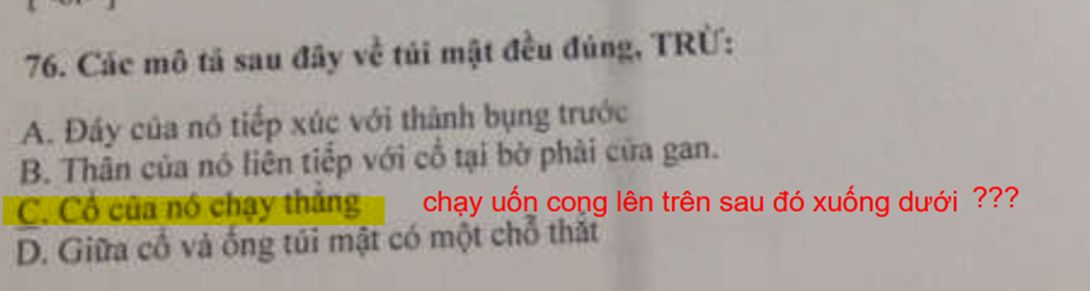 76. Các mô tả sau đây về túi mật đều đúng, TRỪ:
A. Đáy của nó tiếp xúc với thành bụng trước
B. Thân của nó liên tiếp với cổ tại bờ phải cửa gan.
C. Cổ của nó chạy thẳng chạy uốn cong lên trên sau đó xuống dưới ???
D. Giữa cổ và ống túi mật có một chỗ thắt